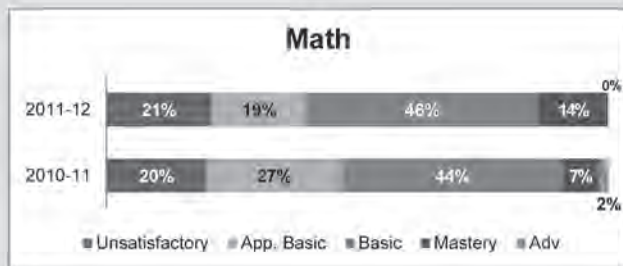 Math
0%
2011-12 21% 19% 46% 14%
2010-11 20% 27% 44% 7%
2%
Unsatisfactory App. Basic Basic Mastery Adv